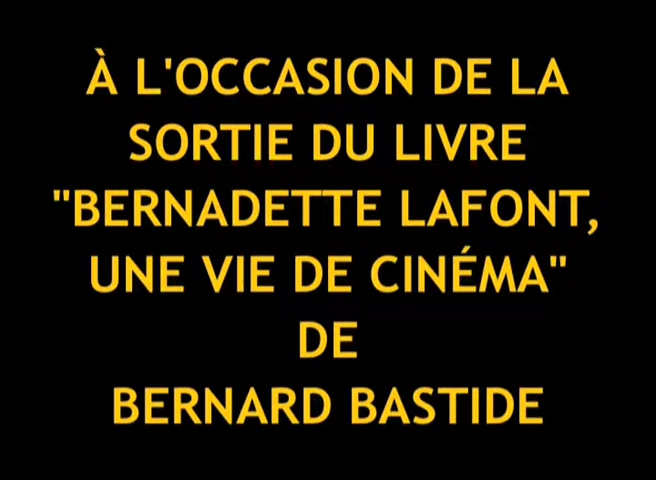 À L'OCCASION DE LA
SORTIE DU LIVRE
"BERNADETTE LAFONT,
UNE VIE DE CINÉMA"
DE
BERNARD BASTIDE